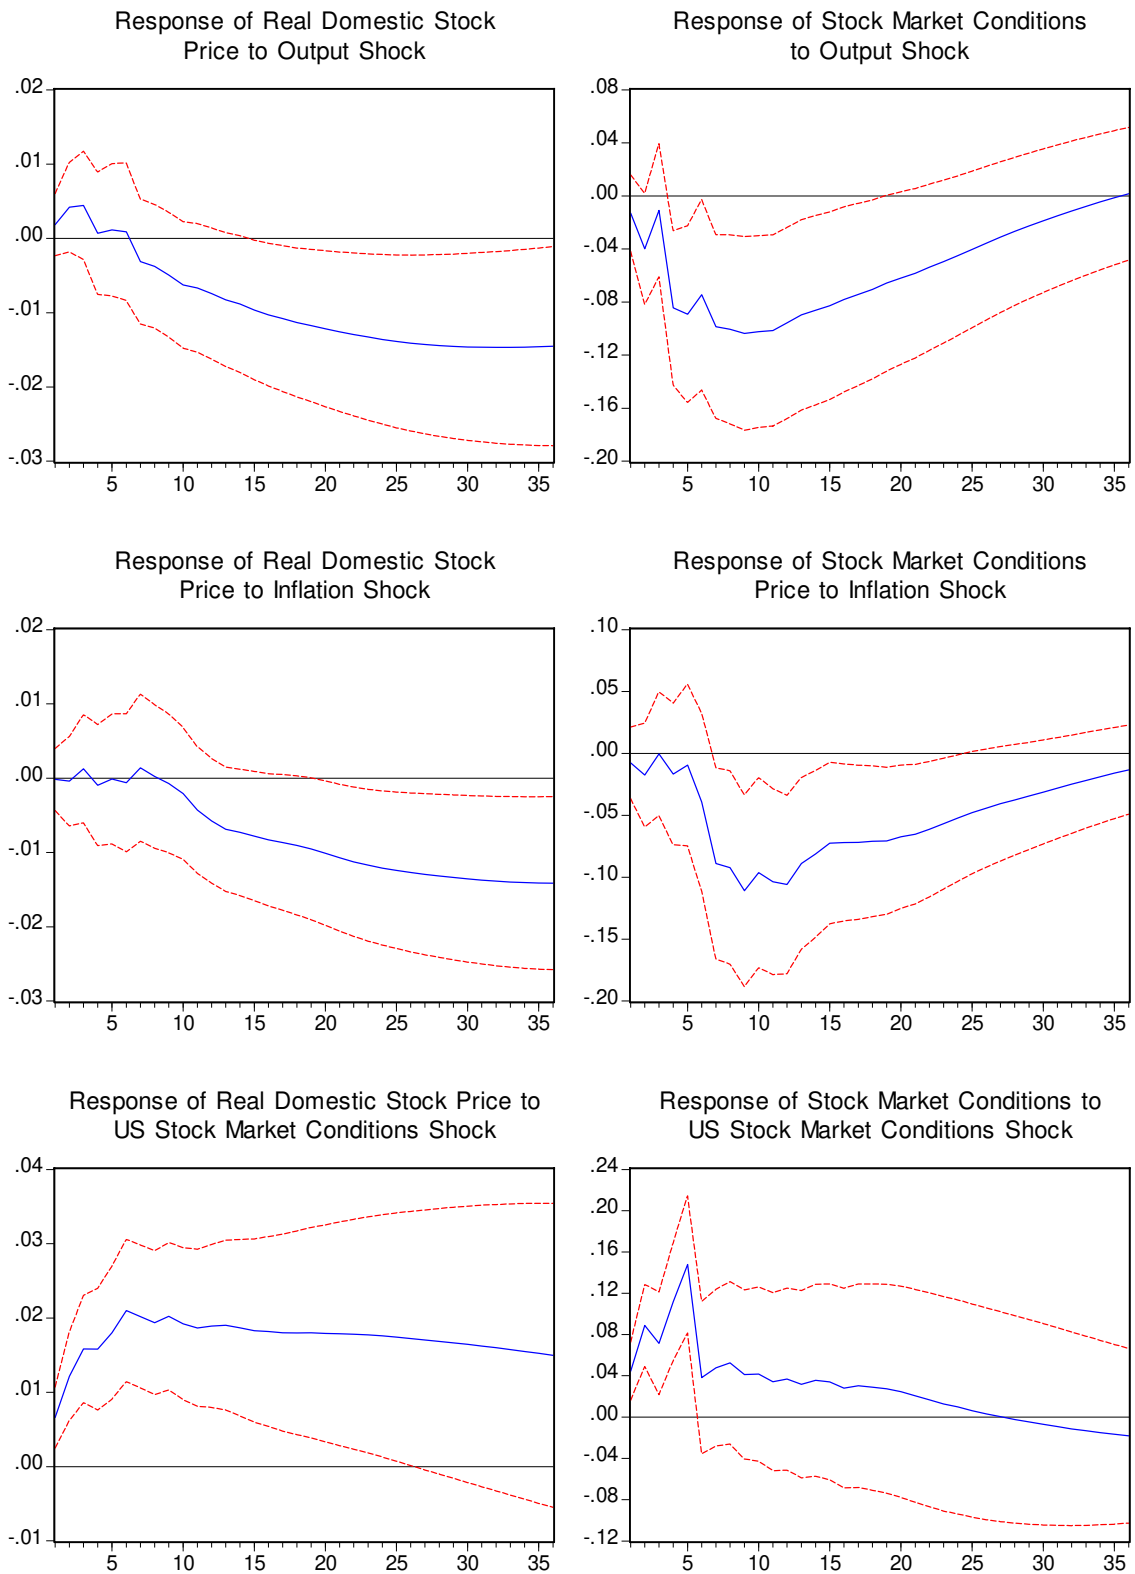 Response of Real Domestic Stock
Price to Output Shock
.02
.01
.00
-.01
-.02
-.03
5 10 15 20 25 30 35
Response of Stock Market Conditions
to Output Shock
.08
.04
.00
-.04
-.08
-.12
-.16
-.20
5 10 15 20 25 30 35
Response of Real Domestic Stock
Price to Inflation Shock
.02
.01
.00
-.01
-.02
-.03
5 10 15 20 25 30 35
Response of Stock Market Conditions
Price to Inflation Shock
.10
.05
.00
-.05
-.10
-.15
-.20
5 10 15 20 25 30 35
Response of Real Domestic Stock Price to
US Stock Market Conditions Shock
.04
.03
.02
.01
.00
-.01
5 10 15 20 25 30 35
Response of Stock Market Conditions to
US Stock Market Conditions Shock
.24
.20
.16
.12
.08
.04
.00
-.04
-.08
-.12
5 10 15 20 25 30 35